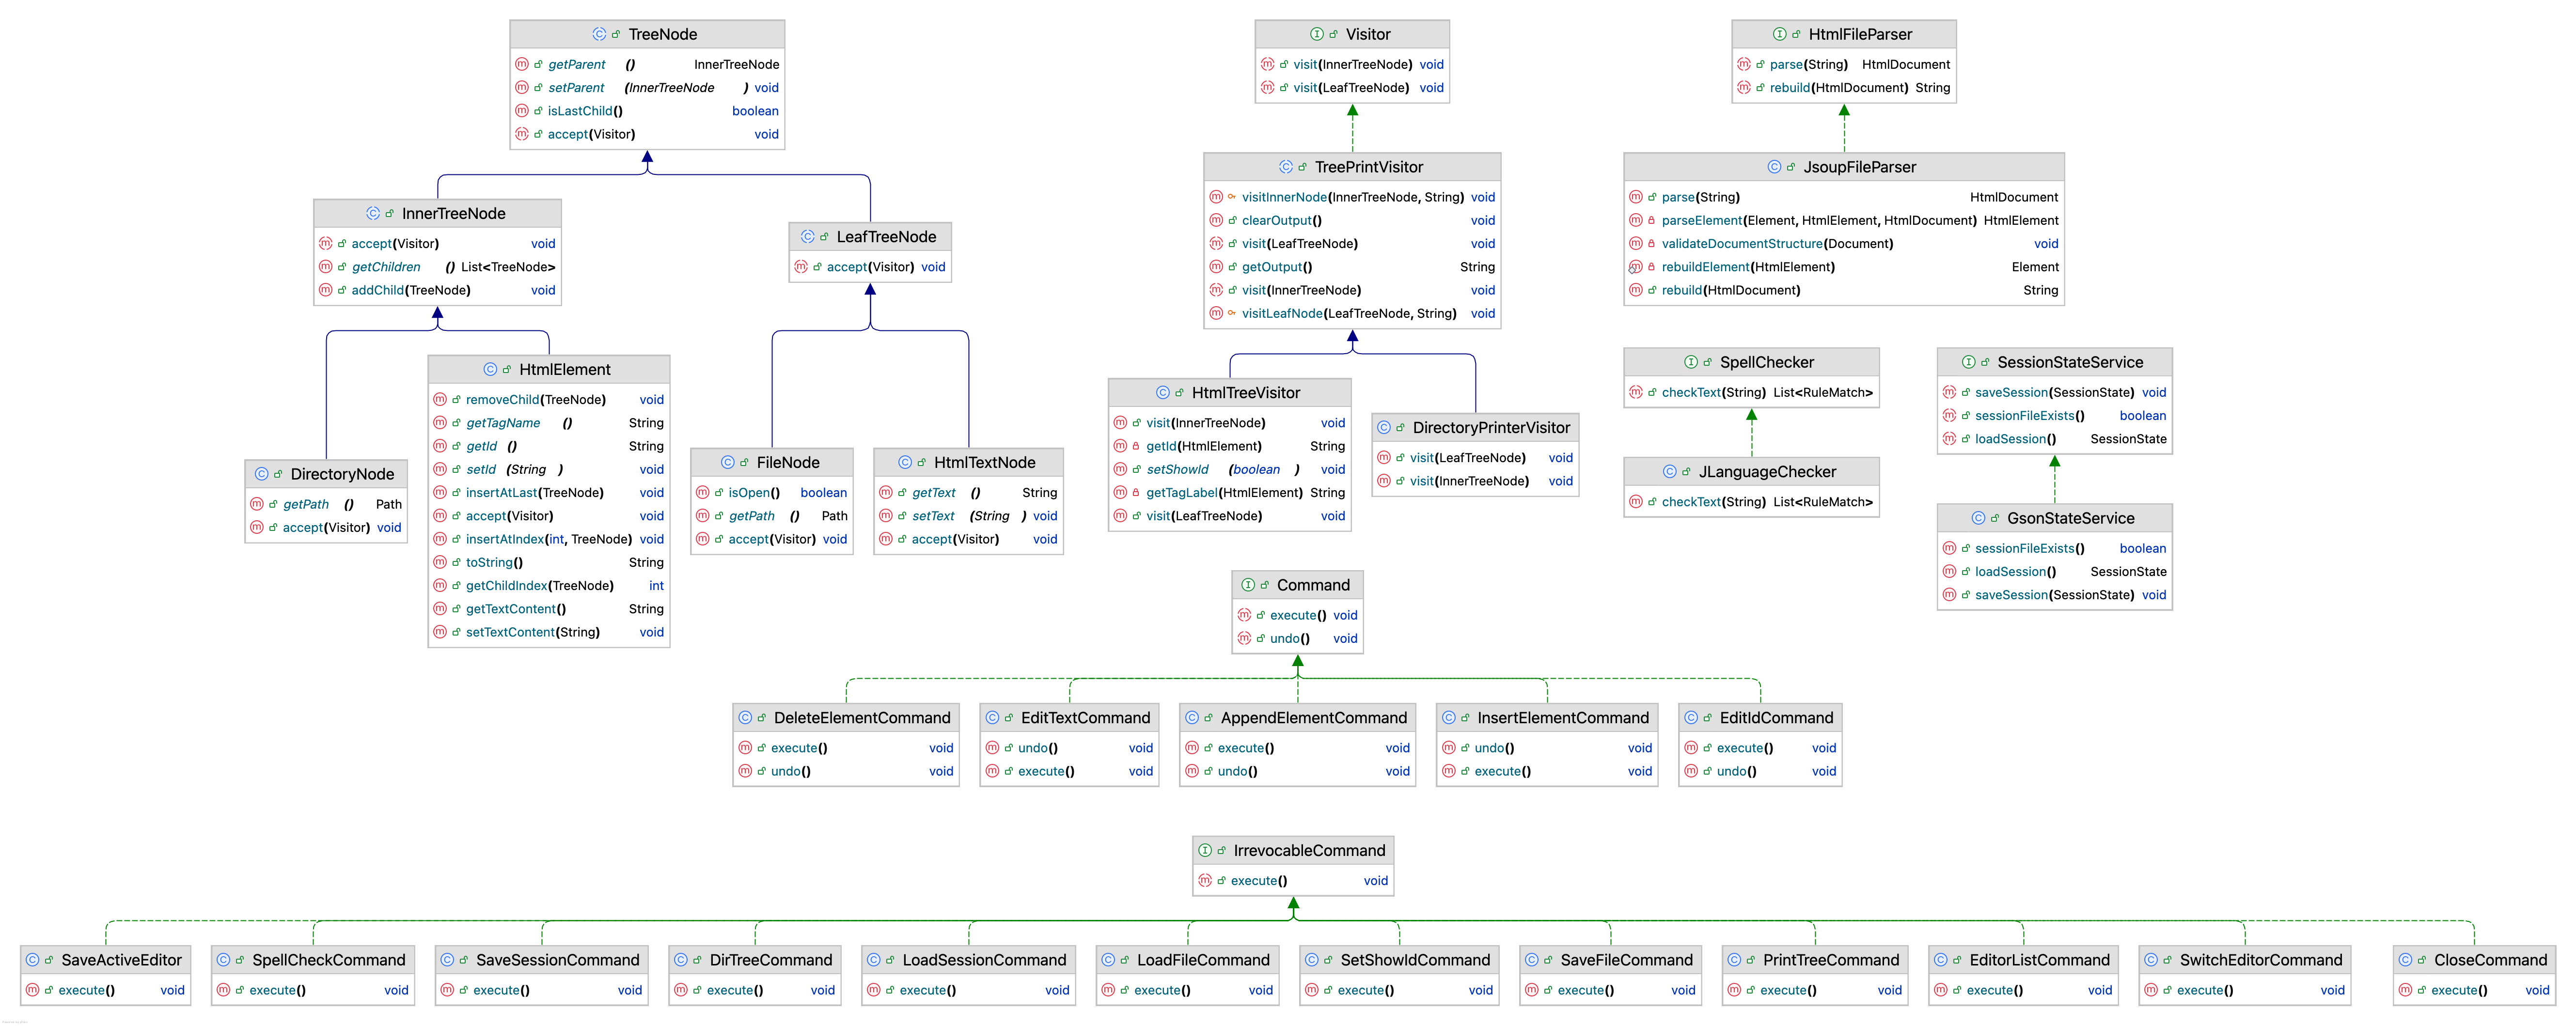 TreeNode
getParent () InnerTreeNode
setParent (InnerTreeNode ) void
isLastChild() boolean
accept(Visitor) void
InnerTreeNode
accept(Visitor) void
getChildren () List<TreeNode>
addChild(TreeNode) void
LeafTreeNode
accept(Visitor) void
DirectoryNode
getPath () Path
accept(Visitor) void
HtmlElement
removeChild(TreeNode) void
getTagName () String
getId () String
setId (String ) void
insertAtLast(TreeNode) void
accept(Visitor) void
insertAtIndex(int, TreeNode) void
toString() String
getChildIndex(TreeNode) int
getTextContent() String
setTextContent(String) void
FileNode
isOpen() boolean
getPath () Path
accept(Visitor) void
HtmlTextNode
getText () String
setText (String ) void
accept(Visitor) void
Visitor
visit(InnerTreeNode) void
visit(LeafTreeNode) void
TreePrintVisitor
visitInnerNode(InnerTreeNode, String) void
clearOutput() void
visit(LeafTreeNode) void
getOutput() String
visit(InnerTreeNode) void
visitLeafNode(LeafTreeNode, String) void
HtmlTreeVisitor
visit(InnerTreeNode) void
getId(HtmlElement) String
setShowId (boolean ) void
getTagLabel(HtmlElement) String
visit(LeafTreeNode) void
DirectoryPrinterVisitor
visit(LeafTreeNode) void
visit(InnerTreeNode) void
HtmlFileParser
parse(String) HtmlDocument
rebuild(HtmlDocument) String
JsoupFileParser
parse(String) HtmlDocument
parseElement(Element, HtmlElement, HtmlDocument) HtmlElement
validateDocumentStructure(Document) void
rebuildElement(HtmlElement) Element
rebuild(HtmlDocument) String
SpellChecker
checkText(String) List<RuleMatch>
JLanguageChecker
checkText(String) List<RuleMatch>
SessionStateService
saveSession(SessionState) void
sessionFileExists() boolean
loadSession() SessionState
GsonStateService
sessionFileExists() boolean
loadSession() SessionState
saveSession(SessionState) void
Command
execute() void
undo() void
DeleteElementCommand
execute() void
undo() void
EditTextCommand
undo() void
execute() void
AppendElementCommand
execute() void
undo() void
InsertElementCommand
undo() void
execute() void
EditIdCommand
execute() void
undo() void
IrrevocableCommand
execute() void
SaveActiveEditor
execute() void
SpellCheckCommand
execute() void
SaveSessionCommand
execute() void
DirTreeCommand
execute() void
LoadSessionCommand
execute() void
LoadFileCommand
execute() void
SetShowIdCommand
execute() void
SaveFileCommand
execute() void
PrintTreeCommand
execute() void
EditorListCommand
execute() void
SwitchEditorCommand
execute() void
CloseCommand
execute() void